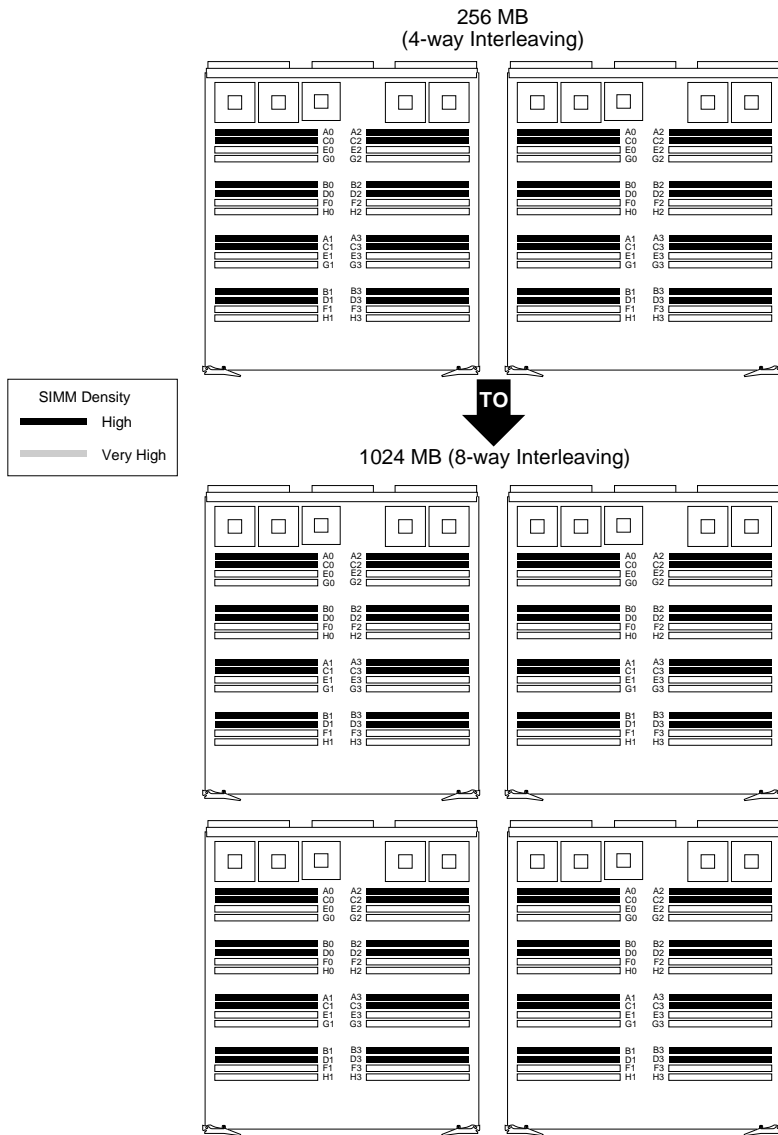 256 MB
(4-way Interleaving)
A0 A2
C0 C2
E0 E2
G0 G2
B0 B2
D0 D2
F0 F2
H0 H2
A1 A3
C1 C3
E1 E3
G1 G3
B1 B3
D1 D3
F1 F3
H1 H3
A0 A2
C0 C2
E0 E2
G0 G2
B0 B2
D0 D2
F0 F2
H0 H2
A1 A3
C1 C3
E1 E3
G1 G3
B1 B3
D1 D3
F1 F3
H1 H3
SIMM Density
High
Very High
TO
1024 MB (8-way Interleaving)
A0 A2
C0 C2
E0 E2
G0 G2
B0 B2
D0 D2
F0 F2
H0 H2
A1 A3
C1 C3
E1 E3
G1 G3
B1 B3
D1 D3
F1 F3
H1 H3
A0 A2
C0 C2
E0 E2
G0 G2
B0 B2
D0 D2
F0 F2
H0 H2
A1 A3
C1 C3
E1 E3
G1 G3
B1 B3
D1 D3
F1 F3
H1 H3
A0 A2
C0 C2
E0 E2
G0 G2
B0 B2
D0 D2
F0 F2
H0 H2
A1 A3
C1 C3
E1 E3
G1 G3
B1 B3
D1 D3
F1 F3
H1 H3
A0 A2
C0 C2
E0 E2
G0 G2
B0 B2
D0 D2
F0 F2
H0 H2
A1 A3
C1 C3
E1 E3
G1 G3
B1 B3
D1 D3
F1 F3
H1 H3